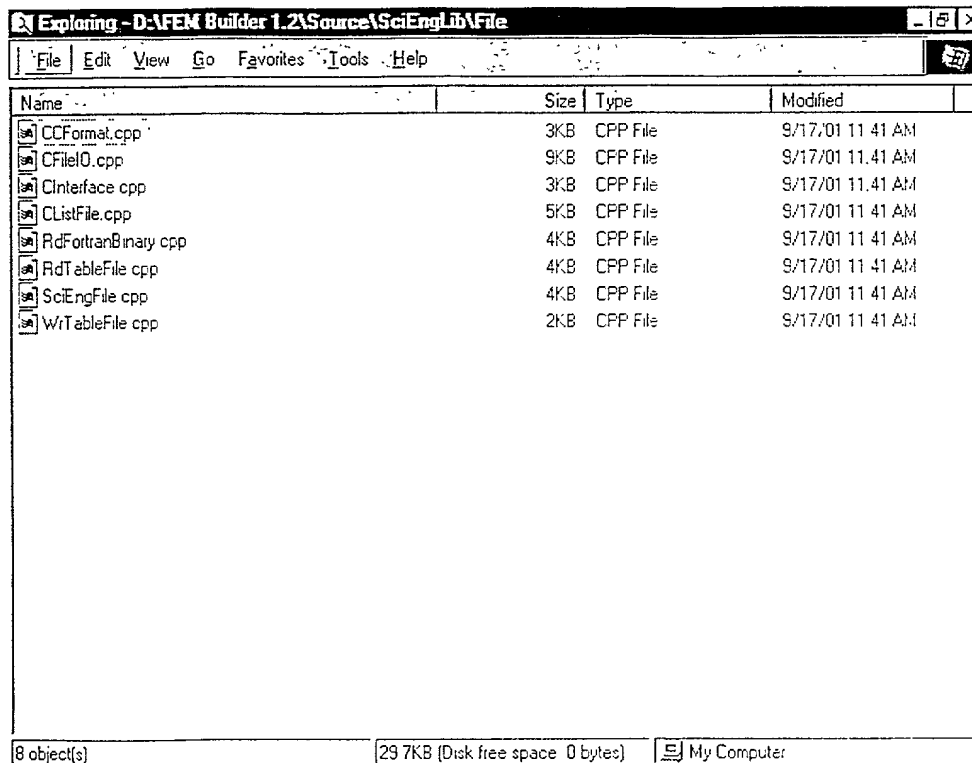 Exploring - D:\FEM Builder 1.2\Source\SciEngLib\File
File Edit View Go Favorites Tools Help
Name Size Type Modified
CCFormat.cpp 3KB CPP File 9/17/01 11 41 AM
CFileIO.cpp 9KB CPP File 9/17/01 11.41 AM
CInterface cpp 3KB CPP File 9/17/01 11 41 AM
CListFile.cpp 5KB CPP File 9/17/01 11.41 AM
RdFortranBinary cpp 4KB CPP File 9/17/01 11 41 AM
RdTableFile cpp 4KB CPP File 9/17/01 11 41 AM
SciEngFile cpp 4KB CPP File 9/17/01 11 41 AM
WrTableFile cpp 2KB CPP File 9/17/01 11 41 AM
8 object(s) 29 7KB (Disk free space 0 bytes) My Computer